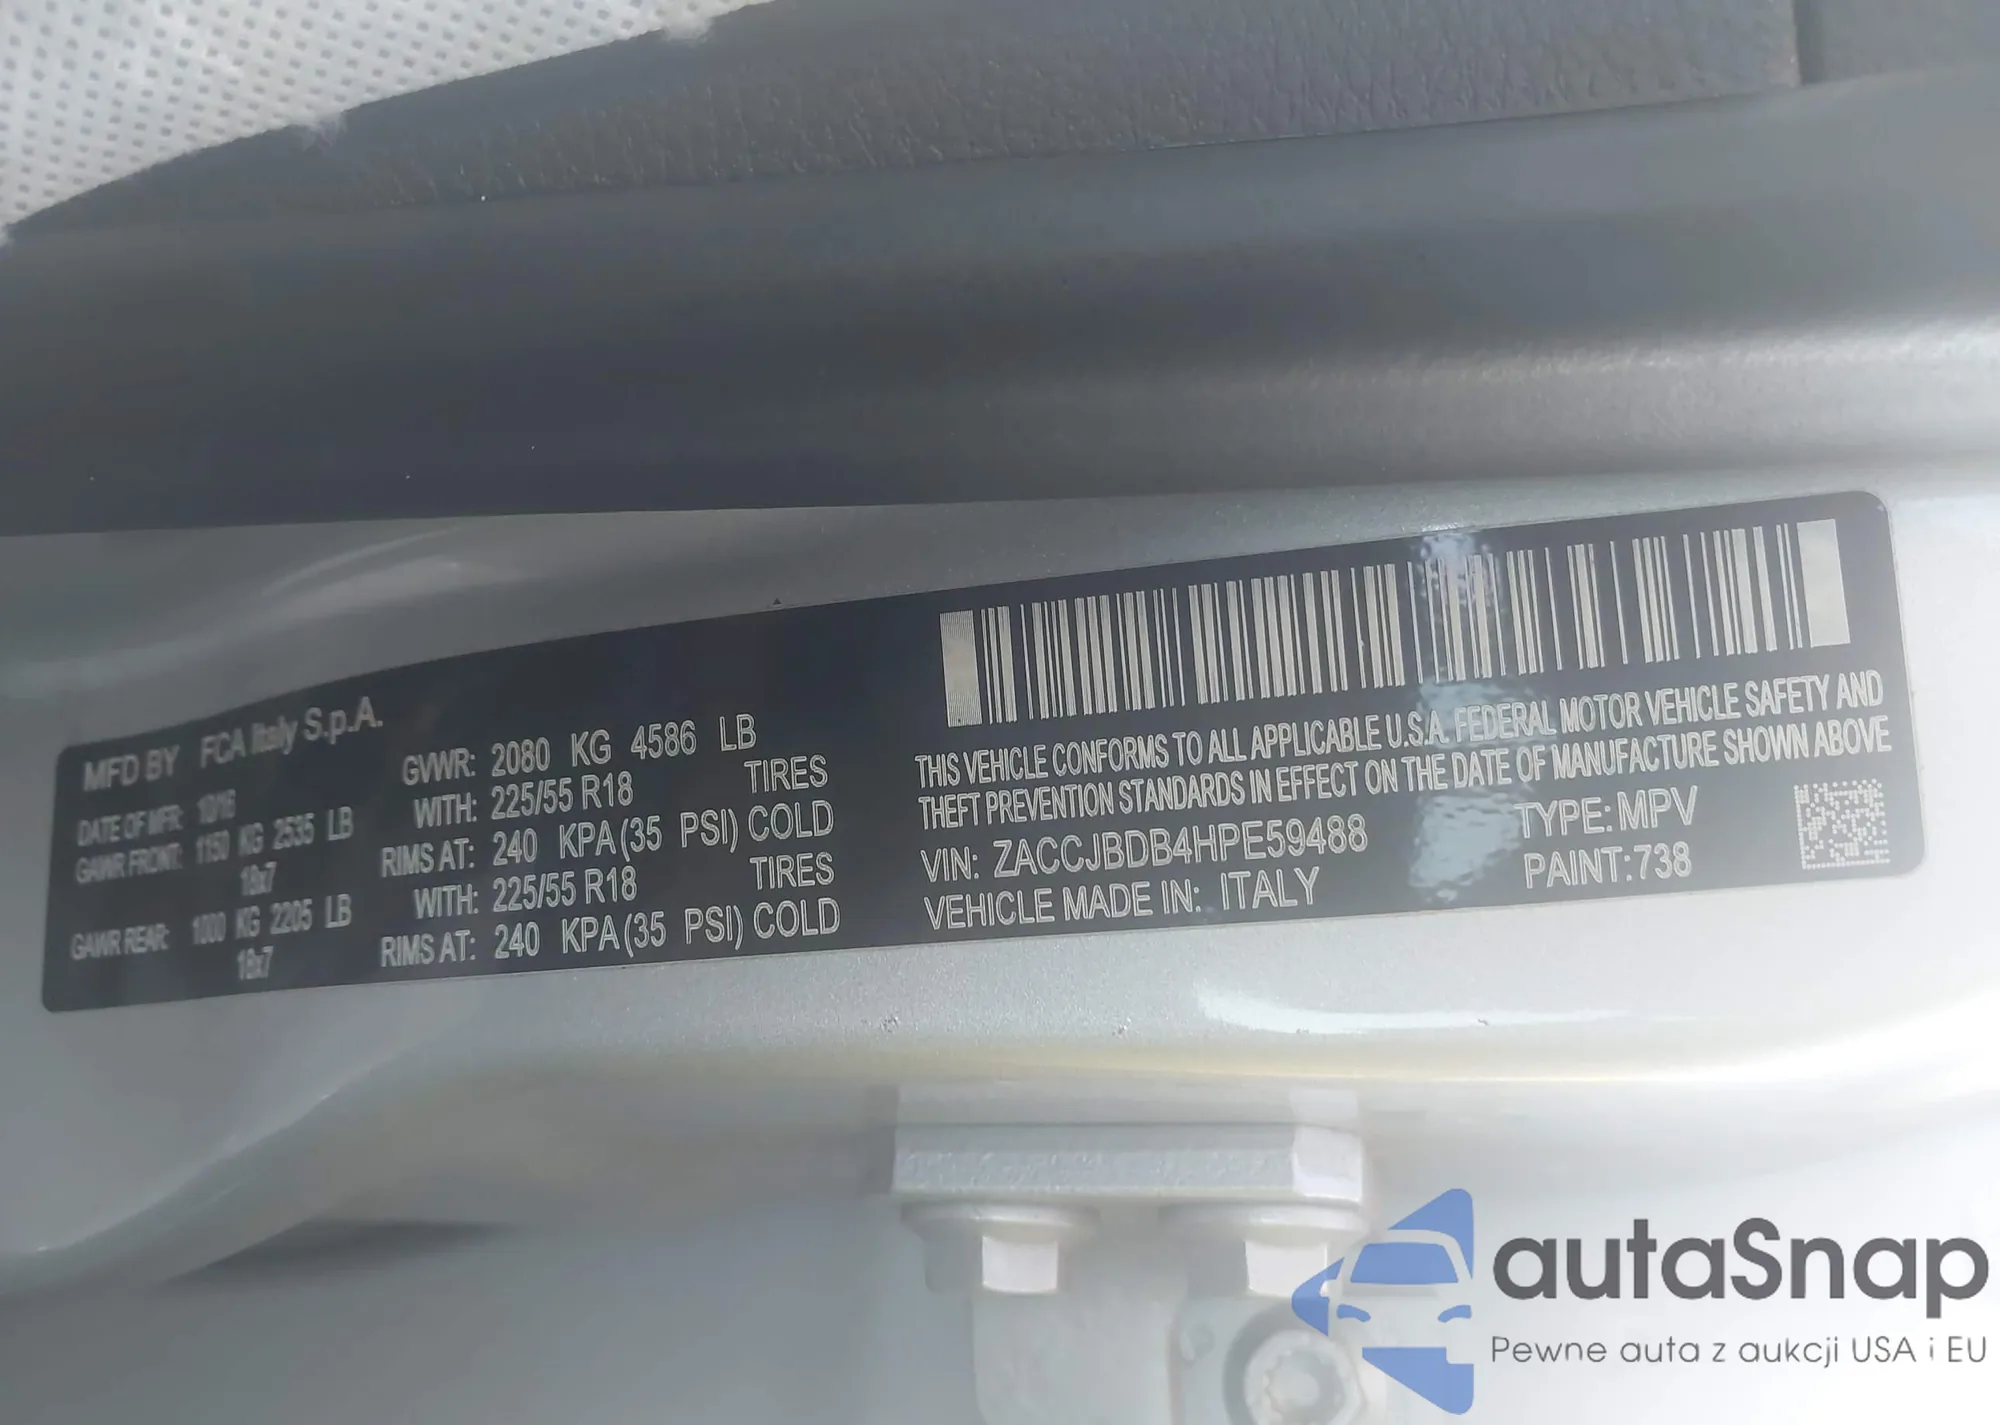 MFD BY FCA Italy S.p.A.
DATE OF MFR: 10/16
GVWR: 2080 KG 4586 LB
GAWR FRONT: 1150 KG 2535 LB
WITH: 225/55 R18 TIRES
18x7
RIMS AT: 240 KPA(35 PSI) COLD
GAWR REAR: 1000 KG 2205 LB
WITH: 225/55 R18 TIRES
18x7
RIMS AT: 240 KPA(35 PSI) COLD
THIS VEHICLE CONFORMS TO ALL APPLICABLE U.S.A. FEDERAL MOTOR VEHICLE SAFETY AND
THEFT PREVENTION STANDARDS IN EFFECT ON THE DATE OF MANUFACTURE SHOWN ABOVE
VIN: ZACCJBDB4HPE59488 TYPE: MPV
VEHICLE MADE IN: ITALY PAINT:738
autaSnap
Pewne auta z aukcji USA i EU